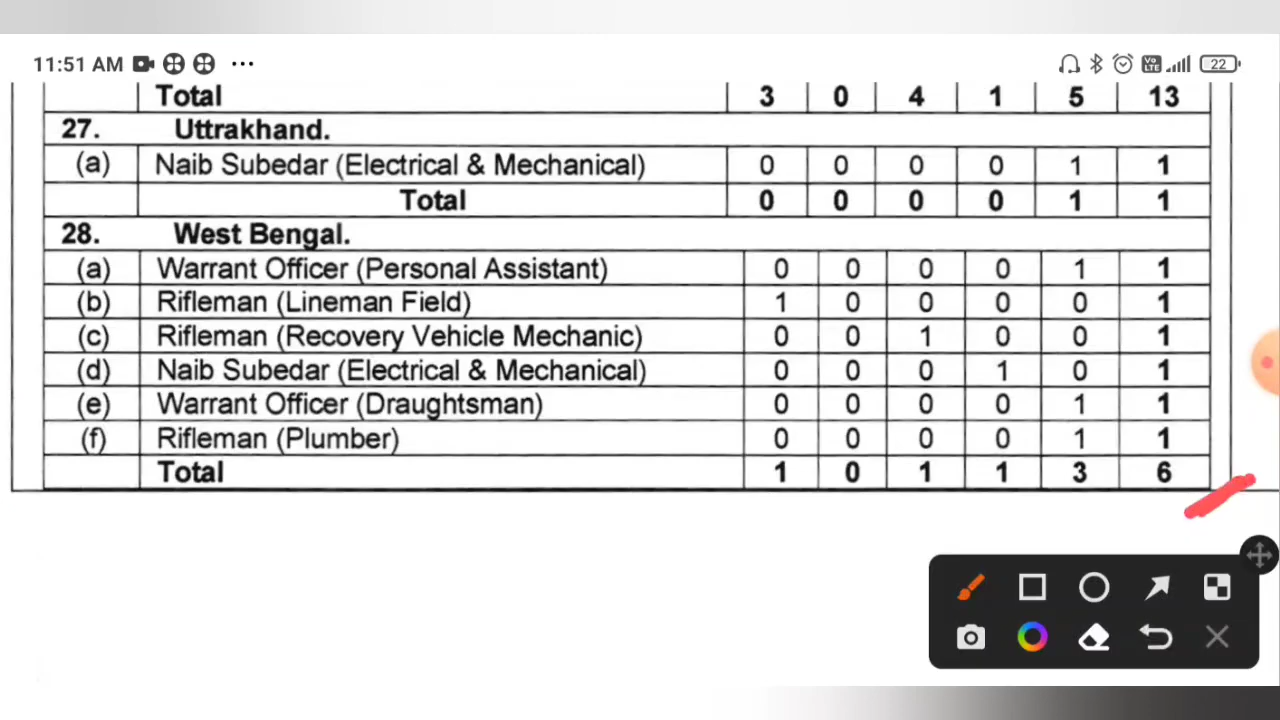 11:51 AM ... Vo LTE 22
Total 3 0 4 1 5 13
27. Uttrakhand.
(a) Naib Subedar (Electrical & Mechanical) 0 0 0 0 1 1
Total 0 0 0 0 1 1
28. West Bengal.
(a) Warrant Officer (Personal Assistant) 0 0 0 0 1 1
(b) Rifleman (Lineman Field) 1 0 0 0 0 1
(c) Rifleman (Recovery Vehicle Mechanic) 0 0 1 0 0 1
(d) Naib Subedar (Electrical & Mechanical) 0 0 0 1 0 1
(e) Warrant Officer (Draughtsman) 0 0 0 0 1 1
(f) Rifleman (Plumber) 0 0 0 0 1 1
Total 1 0 1 1 3 6